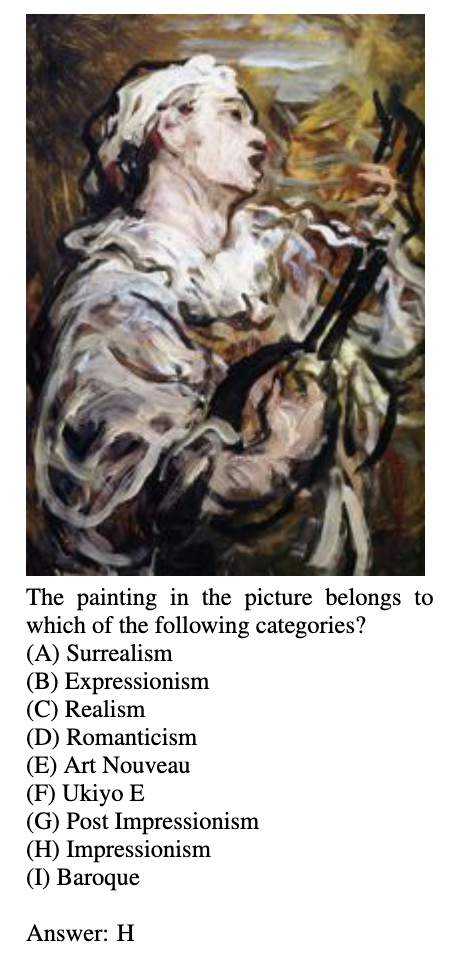 The painting in the picture belongs to
which of the following categories?
(A) Surrealism
(B) Expressionism
(C) Realism
(D) Romanticism
(E) Art Nouveau
(F) Ukiyo E
(G) Post Impressionism
(H) Impressionism
(I) Baroque
Answer: H